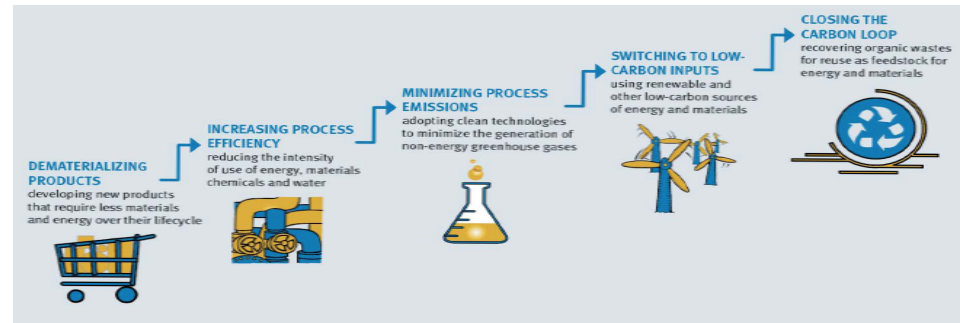 DEMATERIALIZING
PRODUCTS
developing new products
that require less materials
and energy over their lifecycle
INCREASING PROCESS
EFFICIENCY
reducing the intensity
of use of energy, materials
chemicals and water
MINIMIZING PROCESS
EMISSIONS
adopting clean technologies
to minimize the generation of
non-energy greenhouse gases
SWITCHING TO LOW-
CARBON INPUTS
using renewable and
other low-carbon sources
of energy and materials
CLOSING THE
CARBON LOOP
recovering organic wastes
for reuse as feedstock for
energy and materials